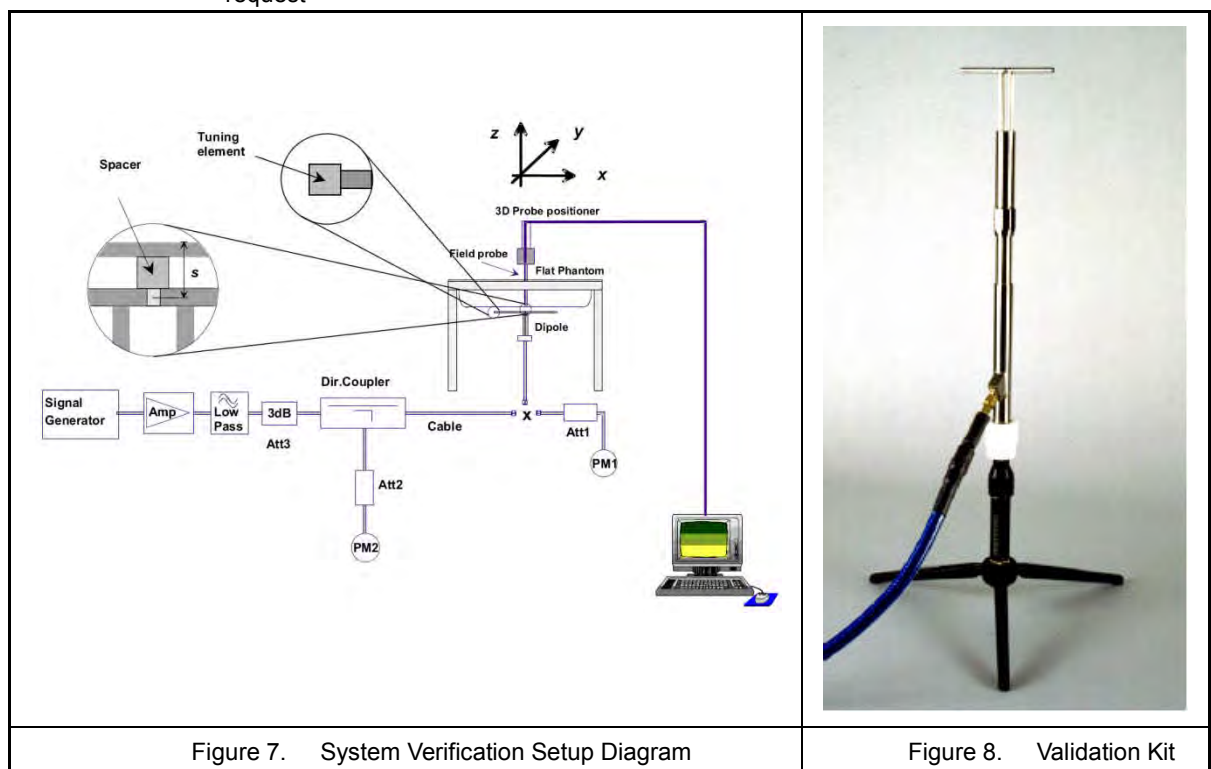 request
Tuning
element
Spacer
s
z
y
x
3D Probe positioner
Field probe
Flat Phantom
Dipole
Dir.Coupler
Signal
Generator
Amp
Low
Pass
3dB
Att3
Cable
x
Att1
PM1
Att2
PM2
Figure 7. System Verification Setup Diagram
Figure 8. Validation Kit